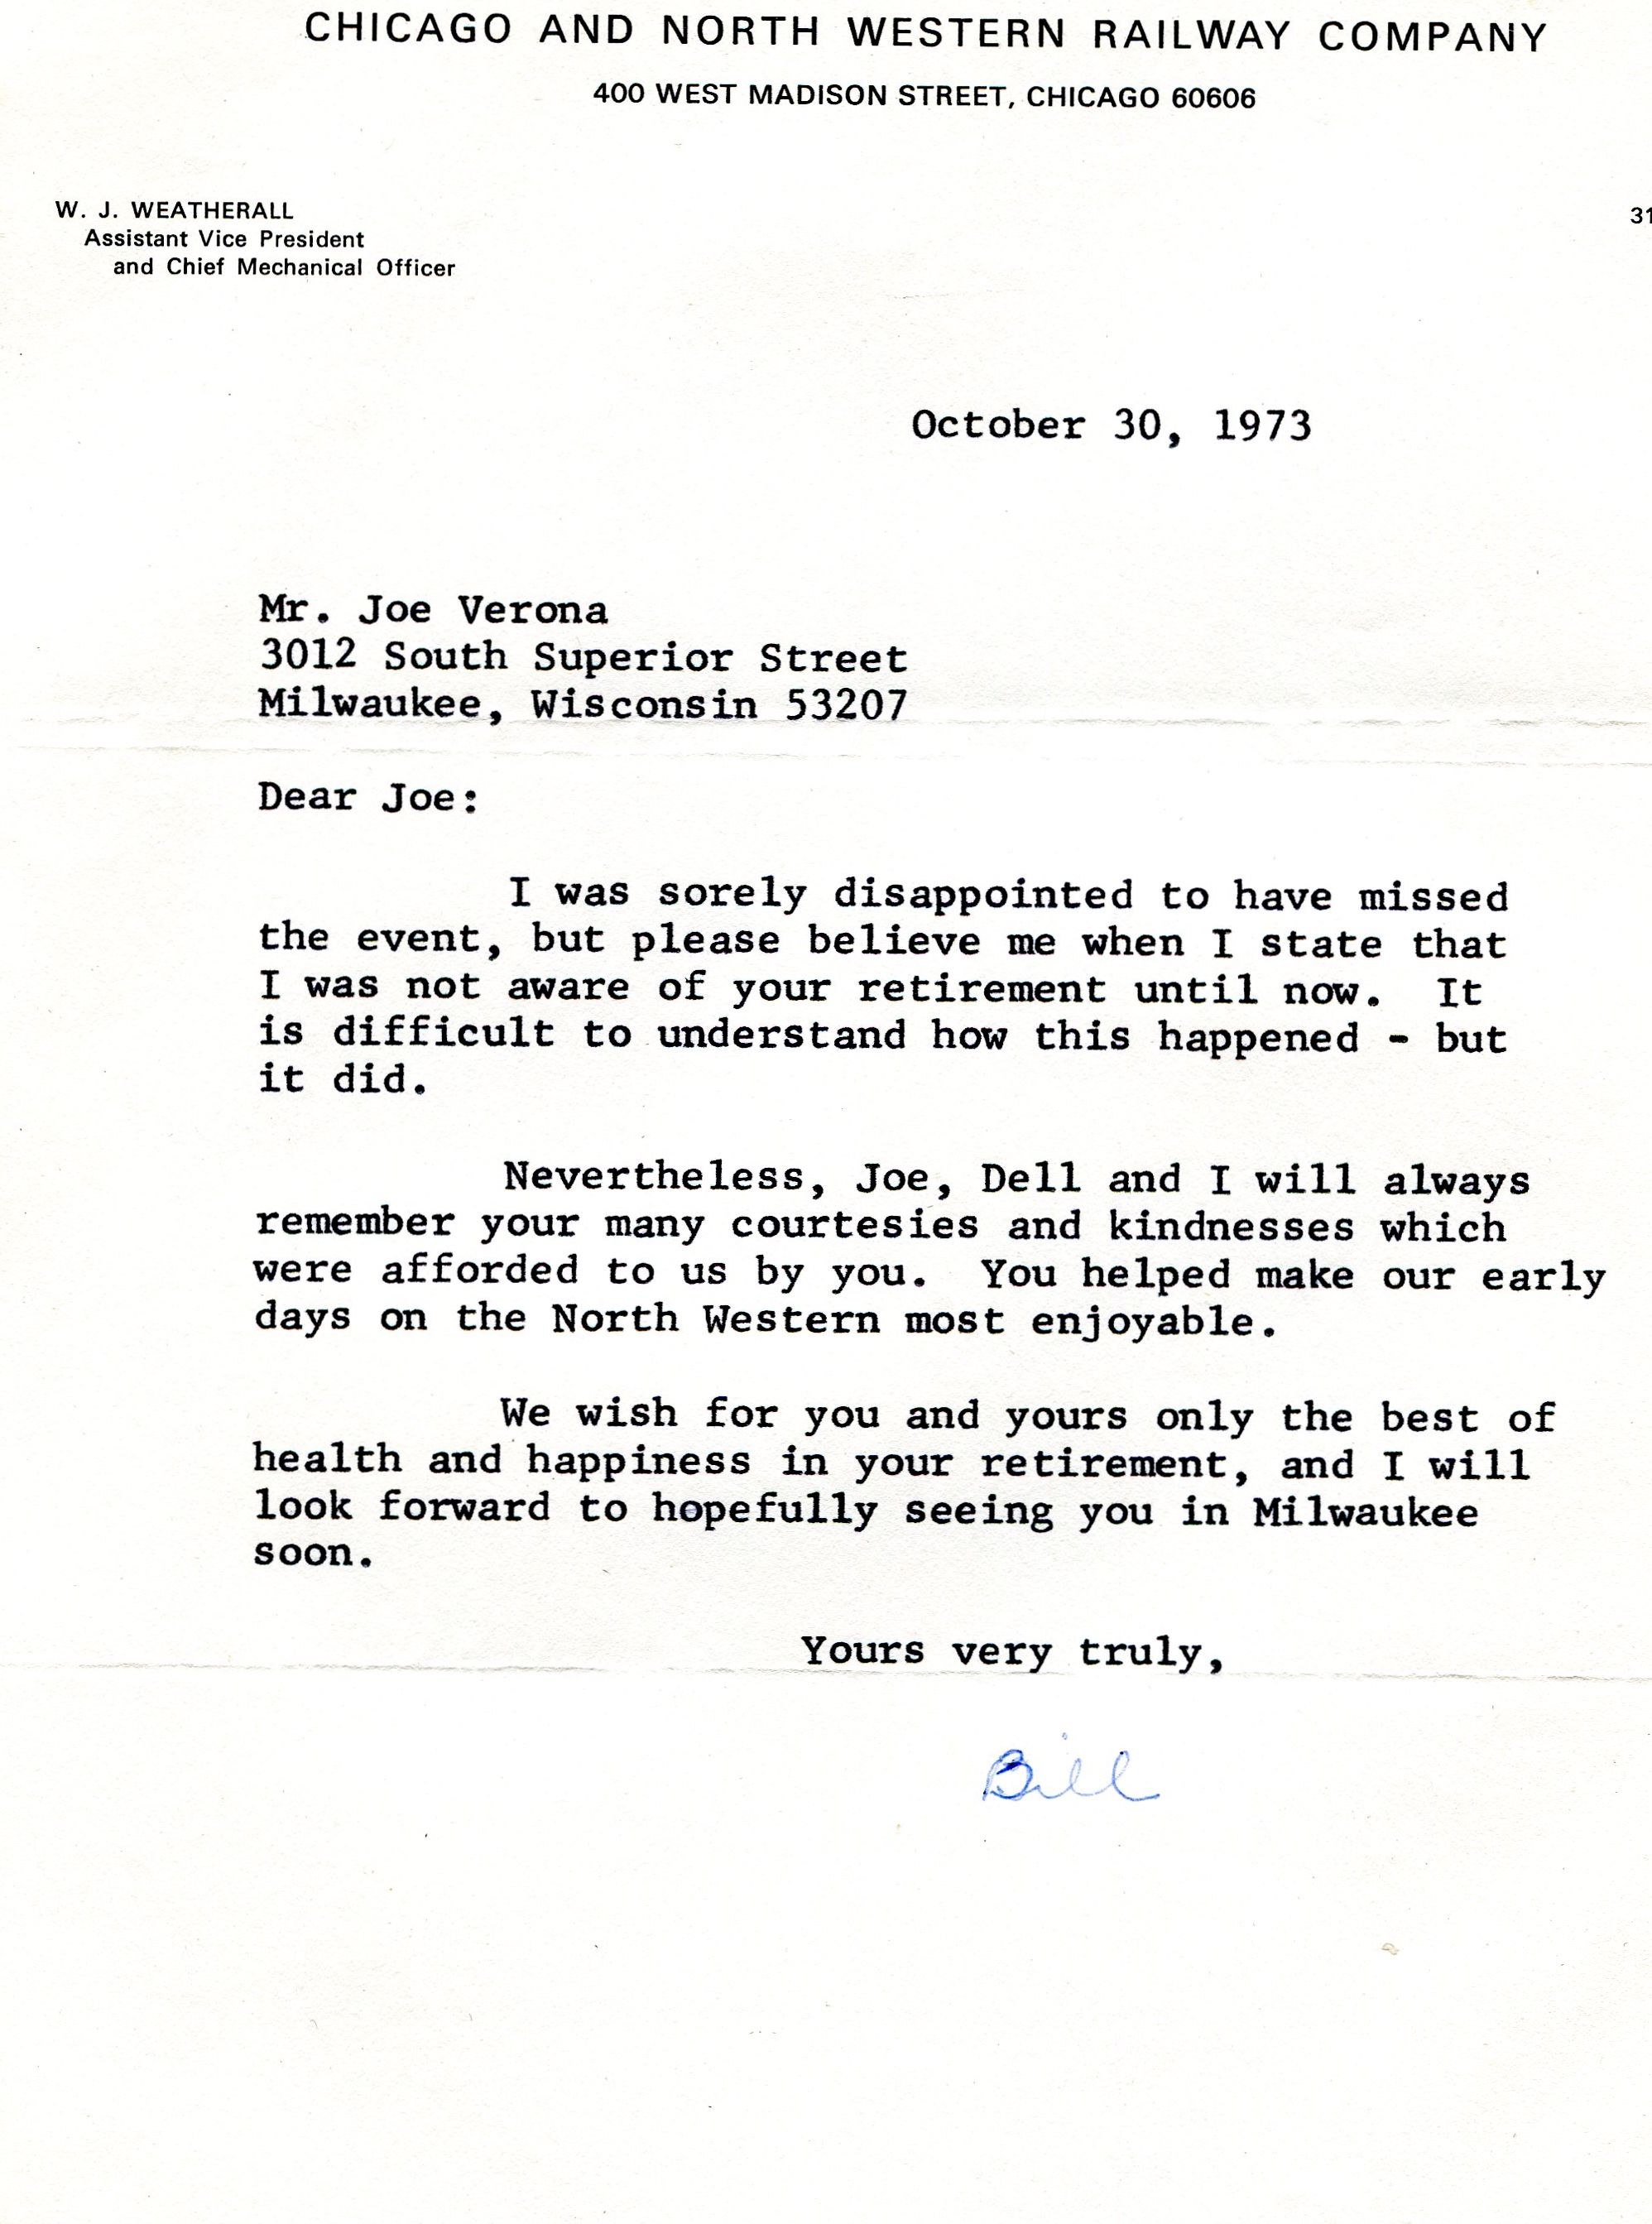 CHICAGO AND NORTH WESTERN RAILWAY COMPANY
400 WEST MADISON STREET, CHICAGO 60606
W. J. WEATHERALL
31
Assistant Vice President
and Chief Mechanical Officer
October 30, 1973
Mr. Joe Verona
3012 South Superior Street
Milwaukee, Wisconsin 53207
Dear Joe:
I was sorely disappointed to have missed
the event, but please believe me when I state that
I was not aware of your retirement until now. It
is difficult to understand how this happened - but
it did.
Nevertheless, Joe, Dell and I will always
remember your many courtesies and kindnesses which
were afforded to us by you. You helped make our early
days on the North Western most enjoyable.
We wish for you and yours only the best of
health and happiness in your retirement, and I will
look forward to hopefully seeing you in Milwaukee
soon.
Yours very truly,
Bill